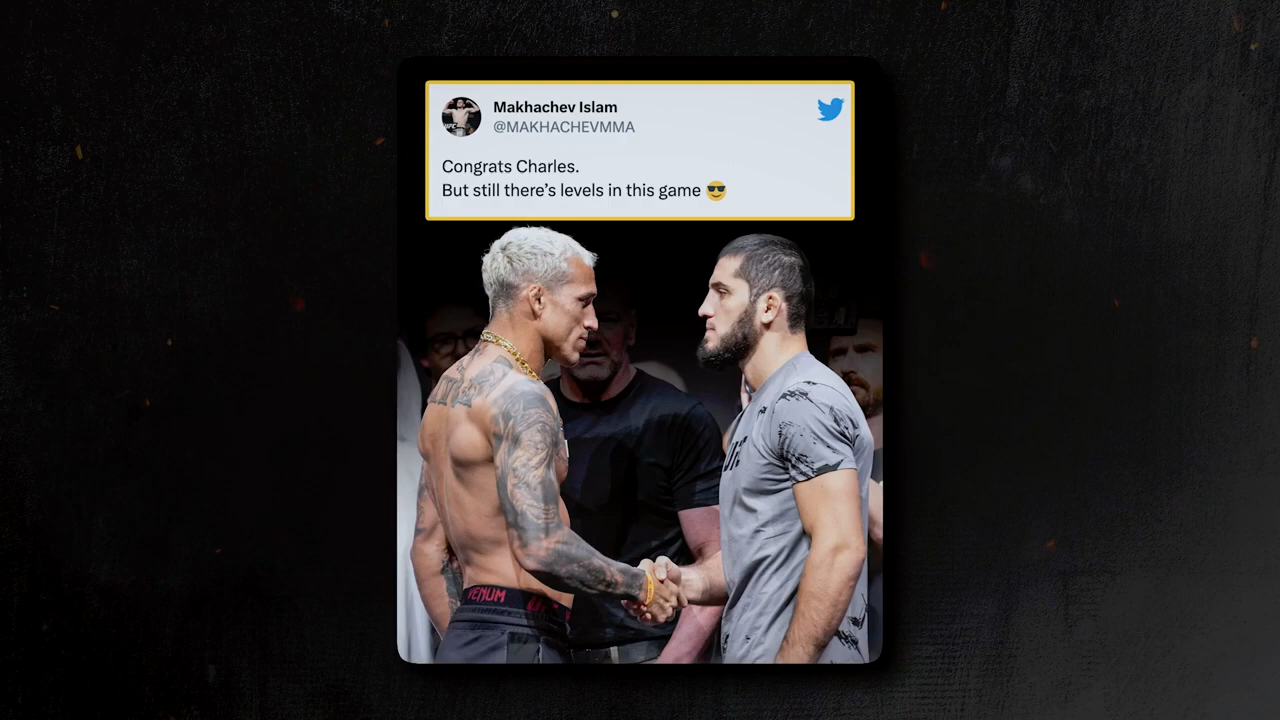 Makhachev Islam
@MAKHACHEVMMA
Congrats Charles.
But still there's levels in this game 😎
VENUM